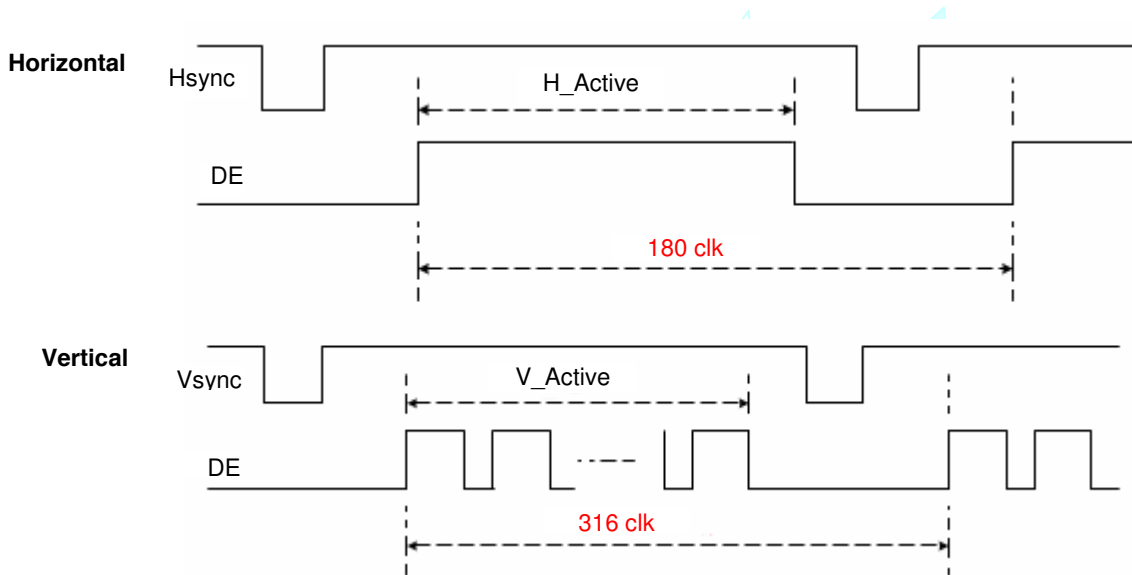 Horizontal
Hsync
H_Active
DE
180 clk
Vertical
Vsync
V_Active
DE
316 clk